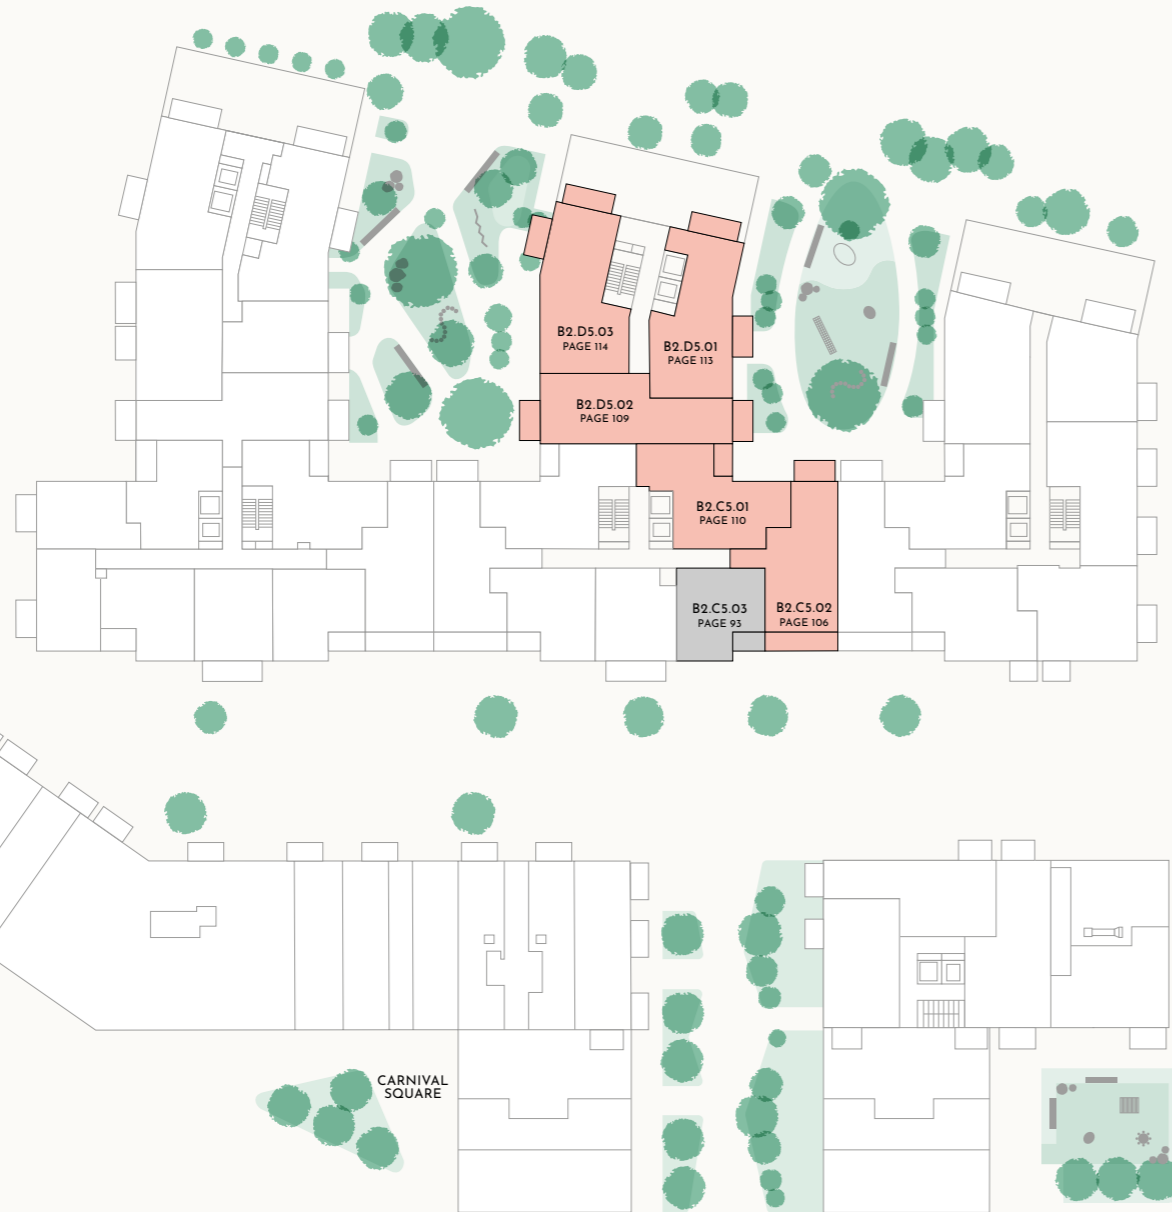 B2.D5.03
PAGE 114
B2.D5.01
PAGE 113
B2.D5.02
PAGE 109
B2.C5.01
PAGE 110
B2.C5.03
PAGE 93
B2.C5.02
PAGE 106
CARNIVAL
SQUARE